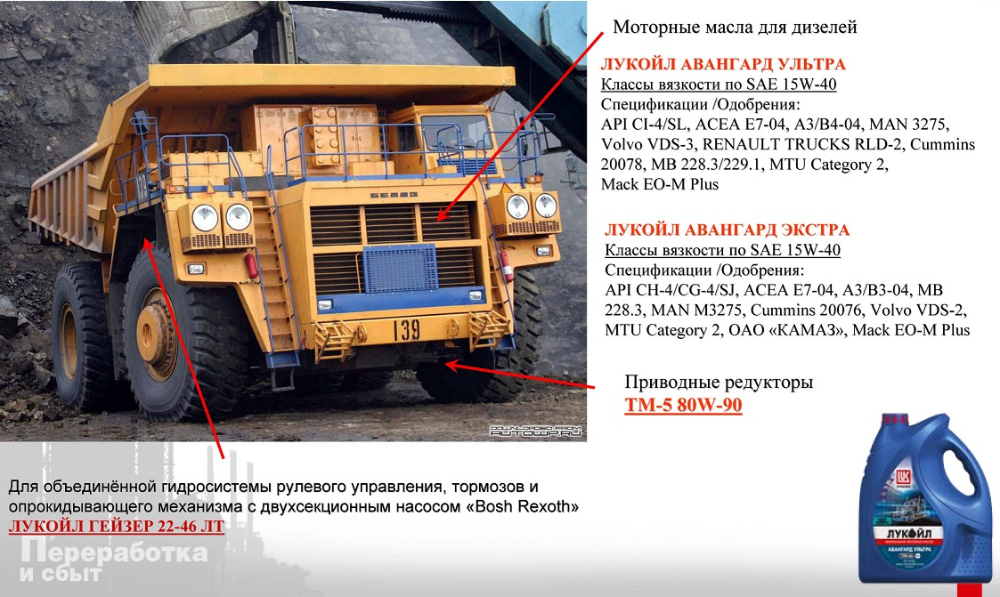 Моторные масла для дизелей
ЛУКОЙЛ АВАНГАРД УЛЬТРА
Классы вязкости по SAE 15W-40
Спецификации /Одобрения:
API CI-4/SL, ACEA E7-04, A3/B4-04, MAN 3275,
Volvo VDS-3, RENAULT TRUCKS RLD-2, Cummins
20078, MB 228.3/229.1, MTU Category 2,
Mack EO-M Plus
ЛУКОЙЛ АВАНГАРД ЭКСТРА
Классы вязкости по SAE 15W-40
Спецификации /Одобрения:
API CH-4/CG-4/SJ, ACEA E7-04, A3/B3-04, MB
228.3, MAN M3275, Cummins 20076, Volvo VDS-2,
MTU Category 2, ОАО «КАМАЗ», Mack EO-M Plus
Приводные редукторы
ТМ-5 80W-90
БЕЛАЗ
139
139
DOWNLOADED FROM
AUTOWP.RU
Для объединённой гидросистемы рулевого управления, тормозов и
опрокидывающего механизма с двухсекционным насосом «Bosh Rexoth»
ЛУКОЙЛ ГЕЙЗЕР 22-46 ЛТ
Переработка
и сбыт
ЛУКОЙЛ
АВАНГАРД УЛЬТРА